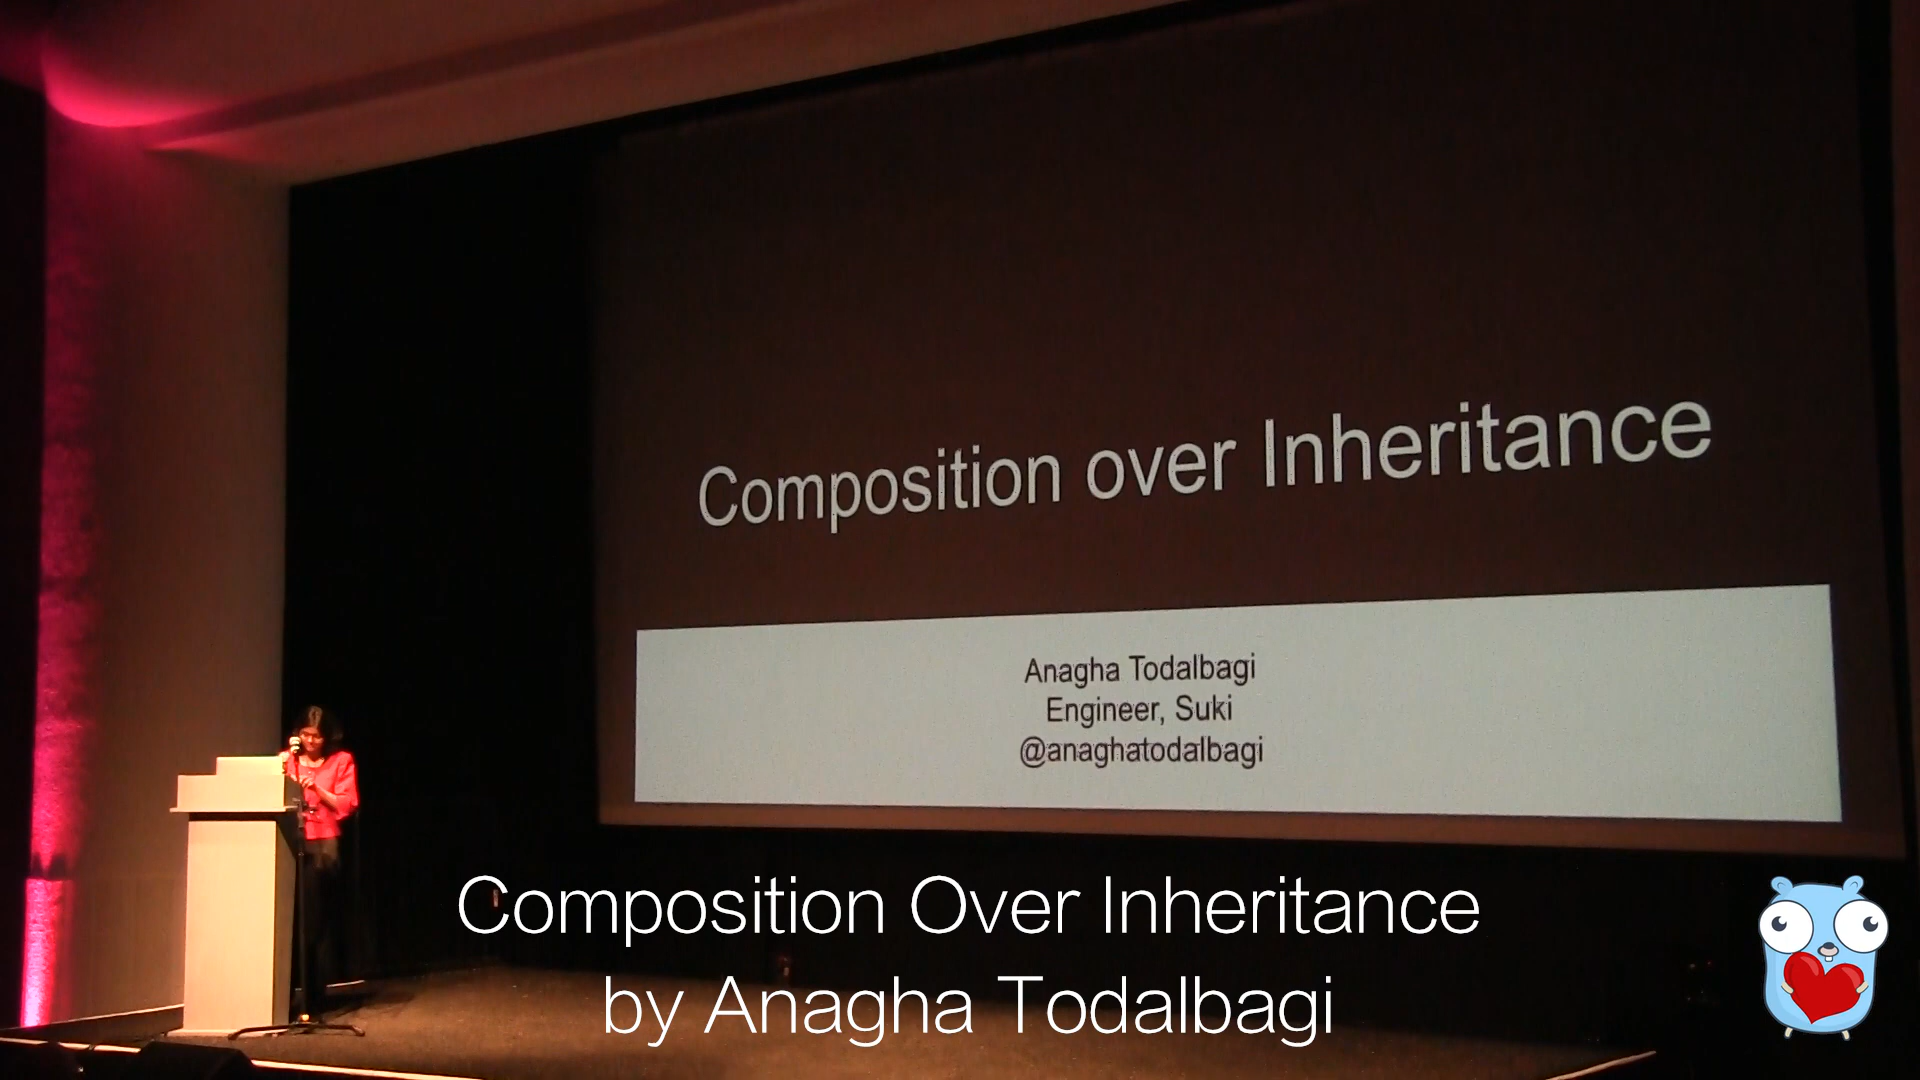 Composition over Inheritance
Anagha Todalbagi
Engineer, Suki
@anaghatodalbagi
Composition Over Inheritance
by Anagha Todalbagi